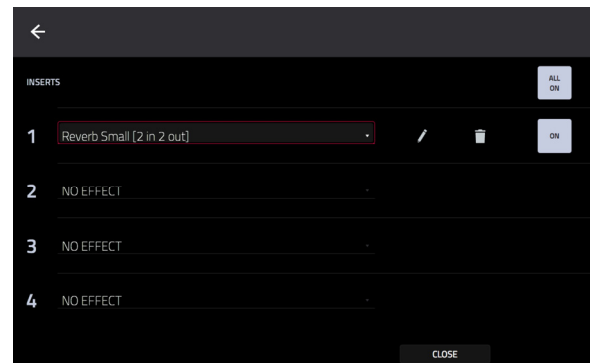 INSERTS
ALL
ON
1 Reverb Small [2 in 2 out] ON
2 NO EFFECT
3 NO EFFECT
4 NO EFFECT
CLOSE